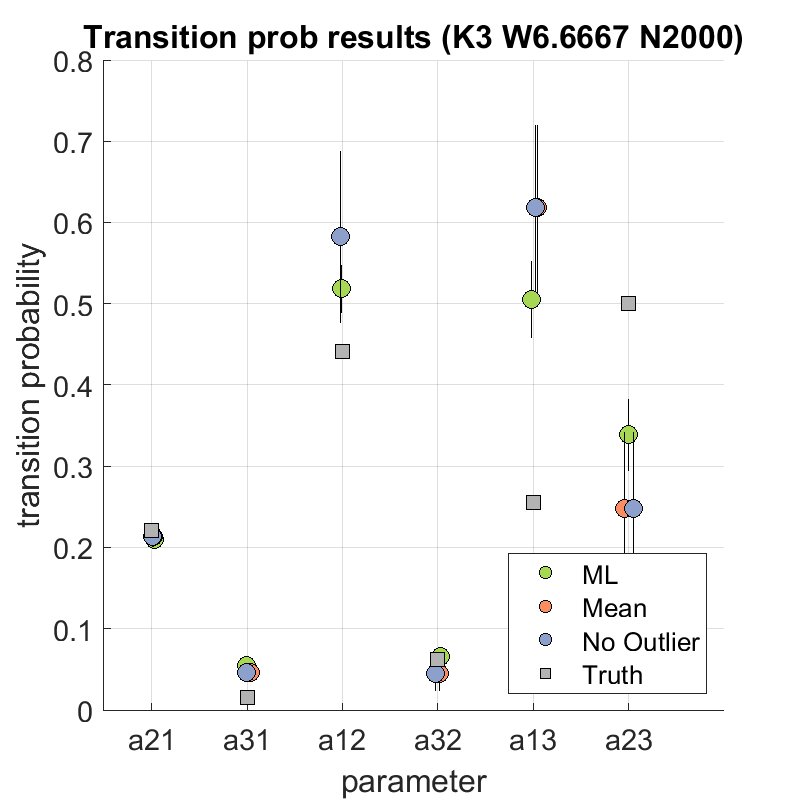 Transition prob results (K3 W6.6667 N2000)
0.8
0.7
0.6
0.5
0.4
0.3
0.2
0.1
0
transition probability
ML
Mean
No Outlier
Truth
a21 a31 a12 a32 a13 a23
parameter